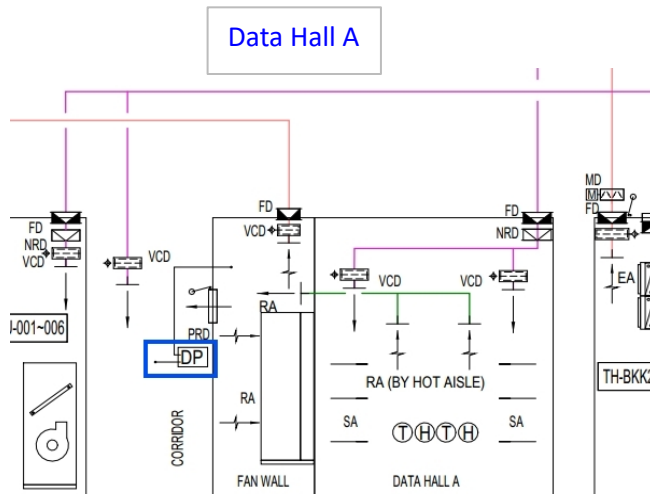 Data Hall A
MD
M
FD
FD
FD
FD
NRD
VCD
VCD
VCD
NRD
VCD
VCD
EA
RA
J-001~006
PRD
DP
TH-BKK2
RA (BY HOT AISLE)
RA
SA
T H T H
SA
CORRIDOR
FAN WALL
DATA HALL A